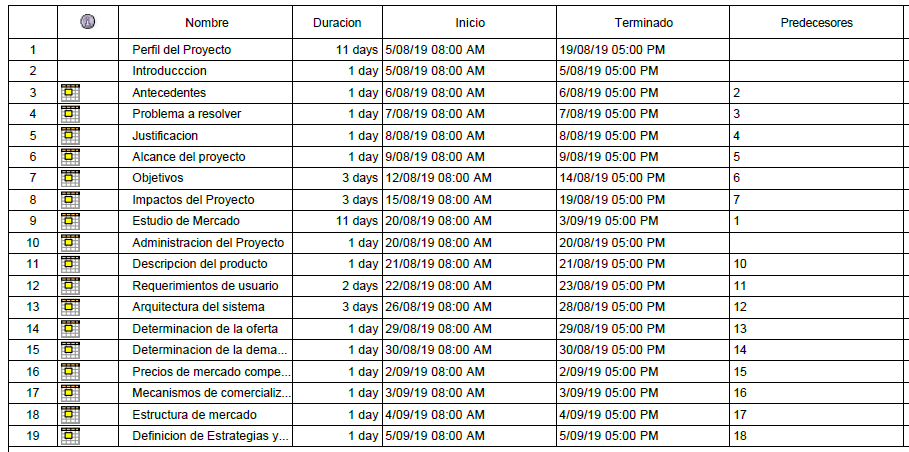 Nombre Duracion Inicio Terminado Predecesores
1 Perfil del Proyecto 11 days 5/08/19 08:00 AM 19/08/19 05:00 PM
2 Introducccion 1 day 5/08/19 08:00 AM 5/08/19 05:00 PM
3 Antecedentes 1 day 6/08/19 08:00 AM 6/08/19 05:00 PM 2
4 Problema a resolver 1 day 7/08/19 08:00 AM 7/08/19 05:00 PM 3
5 Justificacion 1 day 8/08/19 08:00 AM 8/08/19 05:00 PM 4
6 Alcance del proyecto 1 day 9/08/19 08:00 AM 9/08/19 05:00 PM 5
7 Objetivos 3 days 12/08/19 08:00 AM 14/08/19 05:00 PM 6
8 Impactos del Proyecto 3 days 15/08/19 08:00 AM 19/08/19 05:00 PM 7
9 Estudio de Mercado 11 days 20/08/19 08:00 AM 3/09/19 05:00 PM 1
10 Administracion del Proyecto 1 day 20/08/19 08:00 AM 20/08/19 05:00 PM
11 Descripcion del producto 1 day 21/08/19 08:00 AM 21/08/19 05:00 PM 10
12 Requerimientos de usuario 2 days 22/08/19 08:00 AM 23/08/19 05:00 PM 11
13 Arquitectura del sistema 3 days 26/08/19 08:00 AM 28/08/19 05:00 PM 12
14 Determinacion de la oferta 1 day 29/08/19 08:00 AM 29/08/19 05:00 PM 13
15 Determinacion de la dema... 1 day 30/08/19 08:00 AM 30/08/19 05:00 PM 14
16 Precios de mercado compe... 1 day 2/09/19 08:00 AM 2/09/19 05:00 PM 15
17 Mecanismos de comercializ... 1 day 3/09/19 08:00 AM 3/09/19 05:00 PM 16
18 Estructura de mercado 1 day 4/09/19 08:00 AM 4/09/19 05:00 PM 17
19 Definicion de Estrategias y... 1 day 5/09/19 08:00 AM 5/09/19 05:00 PM 18